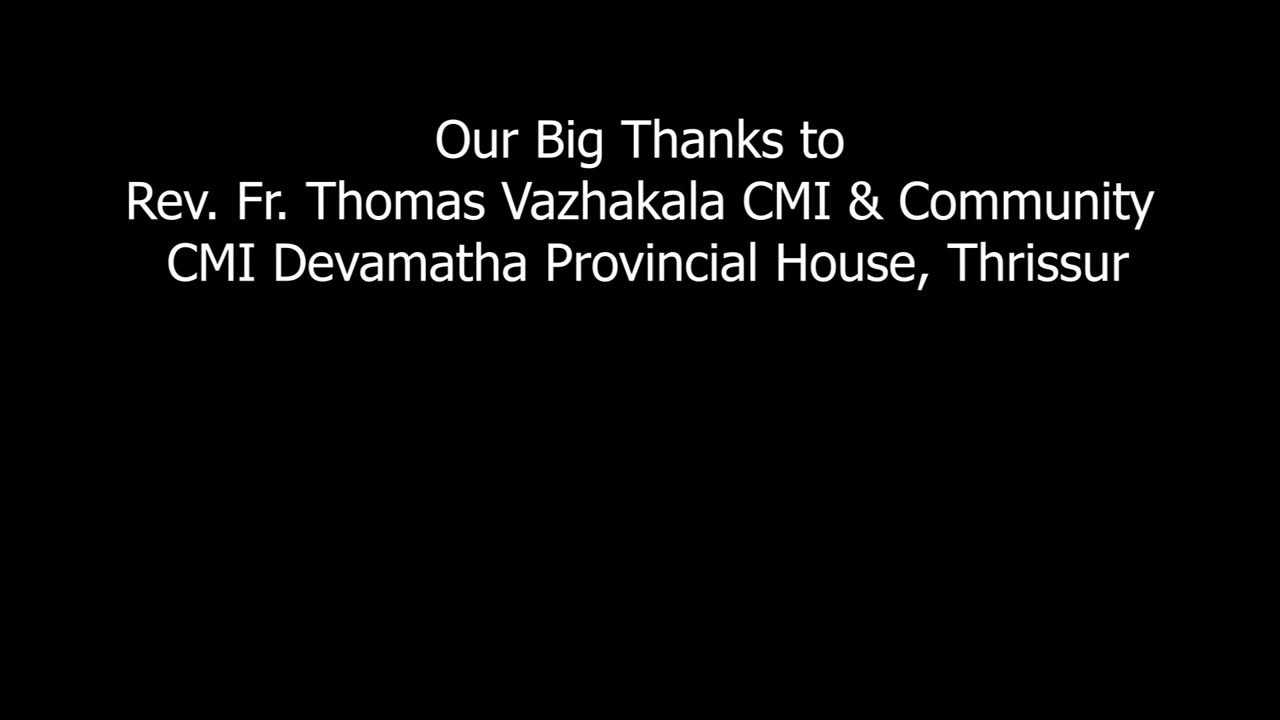 Our Big Thanks to
Rev. Fr. Thomas Vazhakala CMI & Community
CMI Devamatha Provincial House, Thrissur